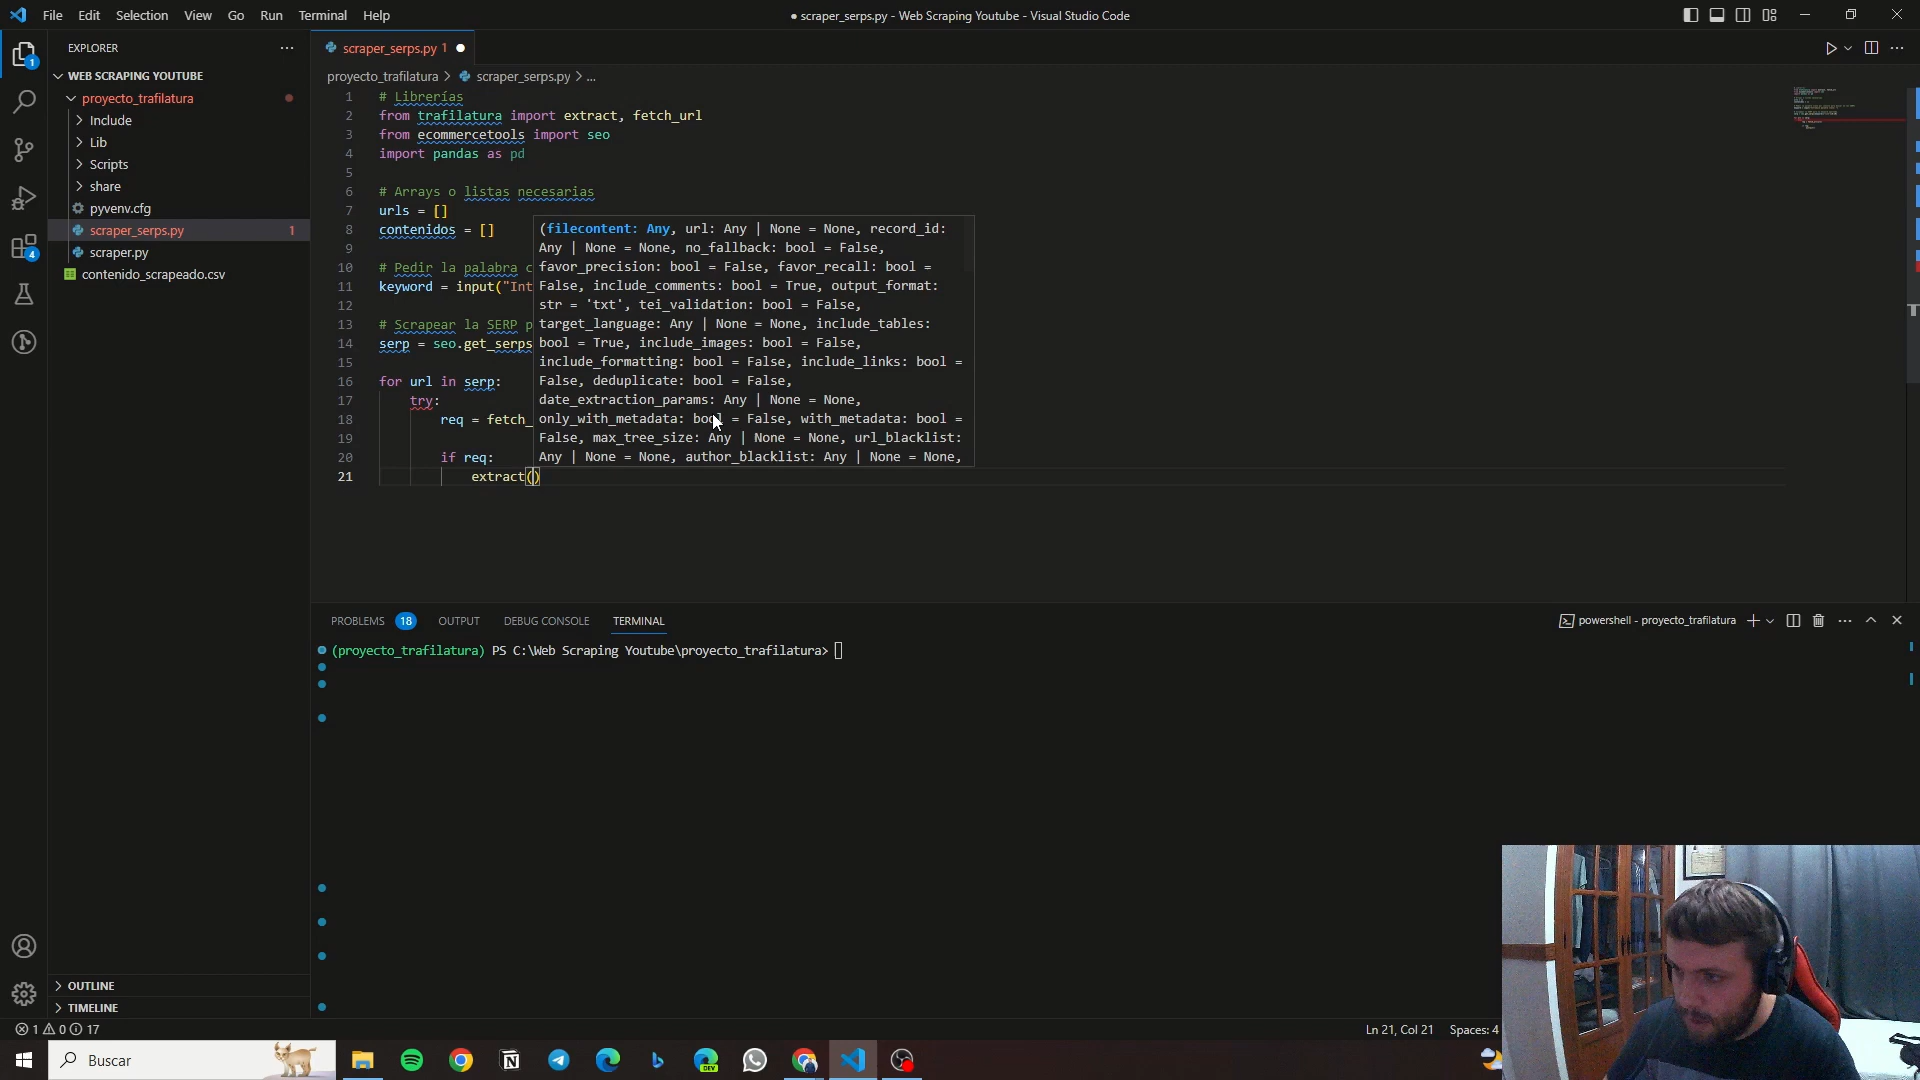 File Edit Selection View Go Run Terminal Help
● scraper_serps.py - Web Scraping Youtube - Visual Studio Code
EXPLORER
WEB SCRAPING YOUTUBE
proyecto_trafilatura
Include
Lib
Scripts
share
pyvenv.cfg
scraper_serps.py 1
scraper.py
contenido_scrapeado.csv
OUTLINE
TIMELINE
1
4
scraper_serps.py 1
proyecto_trafilatura > scraper_serps.py > ...
1 # Librerías
2 from trafilatura import extract, fetch_url
3 from ecommercetools import seo
4 import pandas as pd
5
6 # Arrays o listas necesarias
7 urls = []
8 contenidos = []
9
10 # Pedir la palabra c
11 keyword = input("Int
12
13 # Scrapear la SERP p
14 serp = seo.get_serps
15
16 for url in serp:
17 try:
18 req = fetch_
19
20 if req:
21 extract()
(filecontent: Any, url: Any | None = None, record_id:
Any | None = None, no_fallback: bool = False,
favor_precision: bool = False, favor_recall: bool =
False, include_comments: bool = True, output_format:
str = 'txt', tei_validation: bool = False,
target_language: Any | None = None, include_tables:
bool = True, include_images: bool = False,
include_formatting: bool = False, include_links: bool =
False, deduplicate: bool = False,
date_extraction_params: Any | None = None,
only_with_metadata: bool = False, with_metadata: bool =
False, max_tree_size: Any | None = None, url_blacklist:
Any | None = None, author_blacklist: Any | None = None,
PROBLEMS 18 OUTPUT DEBUG CONSOLE TERMINAL
powershell - proyecto_trafilatura
(proyecto_trafilatura) PS C:\Web Scraping Youtube\proyecto_trafilatura>
1 0 17
Ln 21, Col 21 Spaces: 4
Buscar
DEV